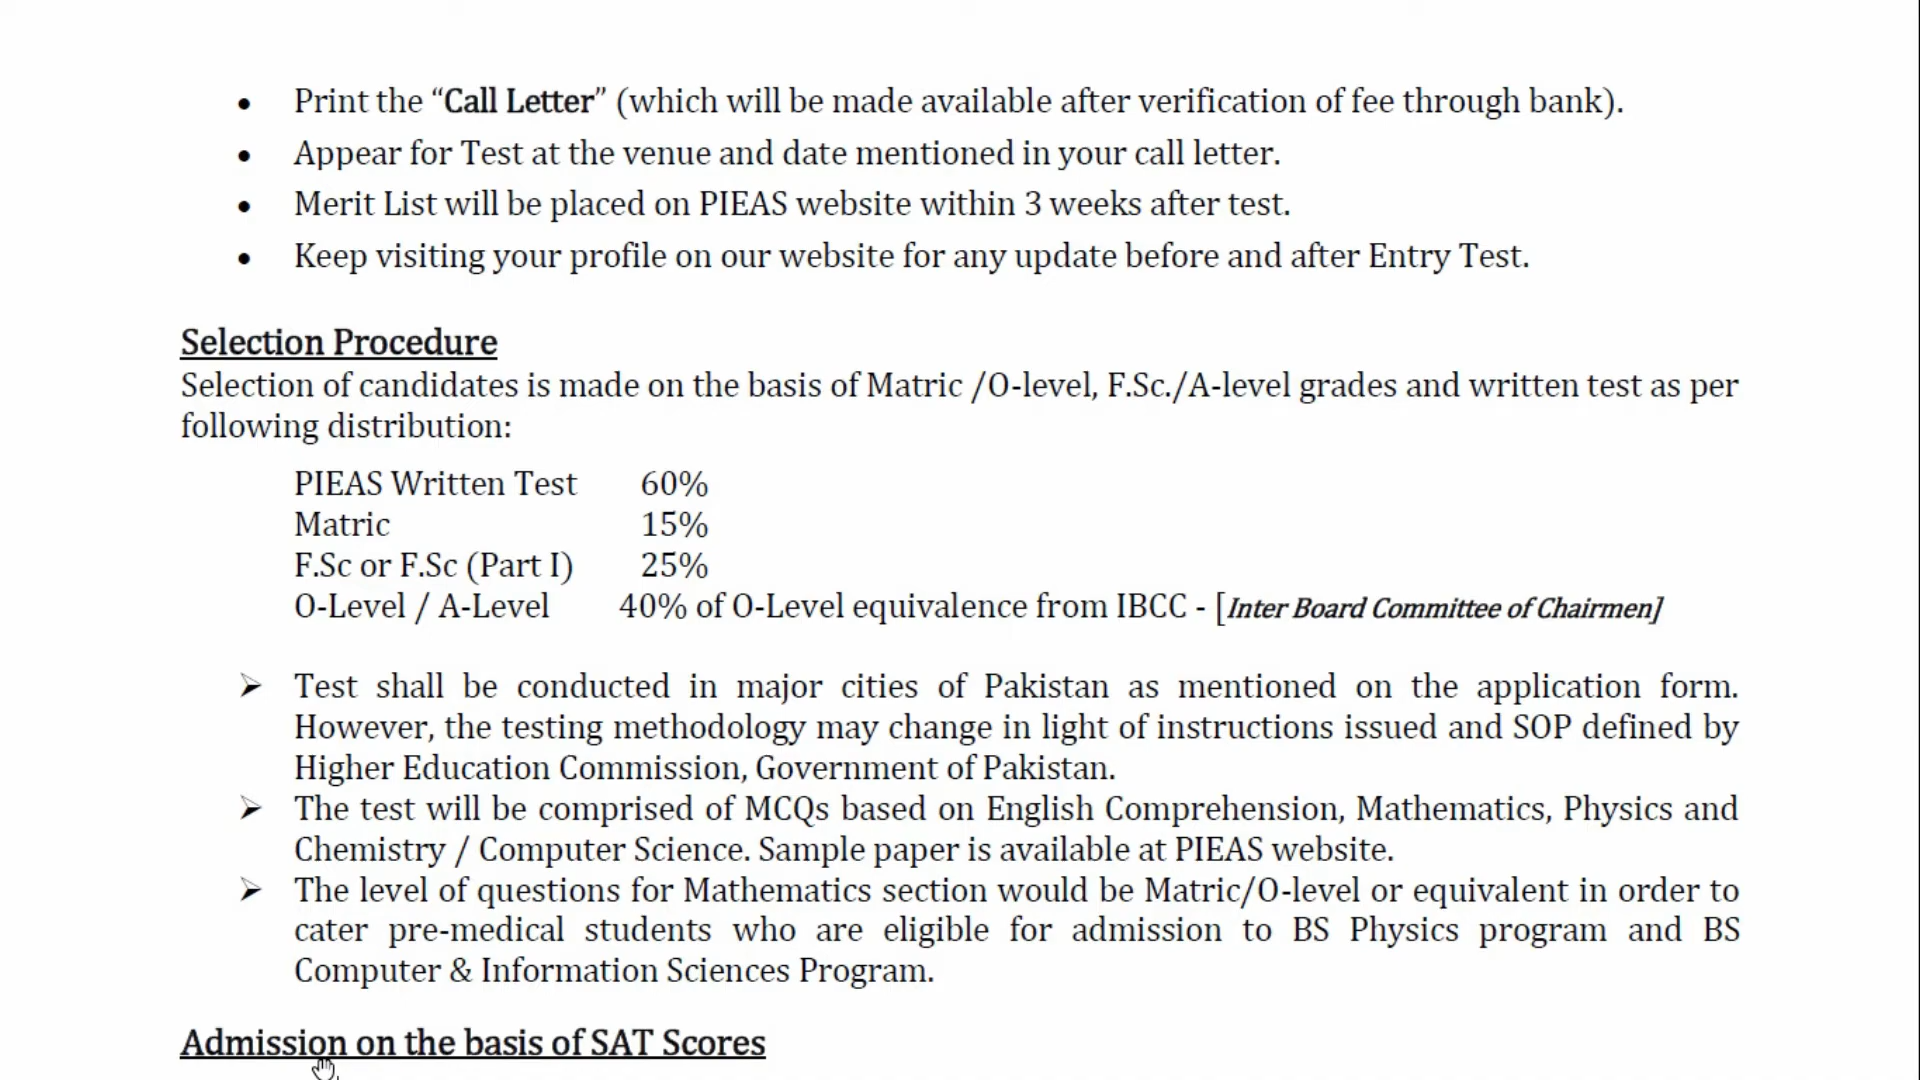 • Print the “Call Letter” (which will be made available after verification of fee through bank).
• Appear for Test at the venue and date mentioned in your call letter.
• Merit List will be placed on PIEAS website within 3 weeks after test.
• Keep visiting your profile on our website for any update before and after Entry Test.
Selection Procedure
Selection of candidates is made on the basis of Matric /O-level, F.Sc./A-level grades and written test as per
following distribution:
PIEAS Written Test 60%
Matric 15%
F.Sc or F.Sc (Part I) 25%
O-Level / A-Level 40% of O-Level equivalence from IBCC - [Inter Board Committee of Chairmen]
➢ Test shall be conducted in major cities of Pakistan as mentioned on the application form.
However, the testing methodology may change in light of instructions issued and SOP defined by
Higher Education Commission, Government of Pakistan.
➢ The test will be comprised of MCQs based on English Comprehension, Mathematics, Physics and
Chemistry / Computer Science. Sample paper is available at PIEAS website.
➢ The level of questions for Mathematics section would be Matric/O-level or equivalent in order to
cater pre-medical students who are eligible for admission to BS Physics program and BS
Computer & Information Sciences Program.
Admission on the basis of SAT Scores